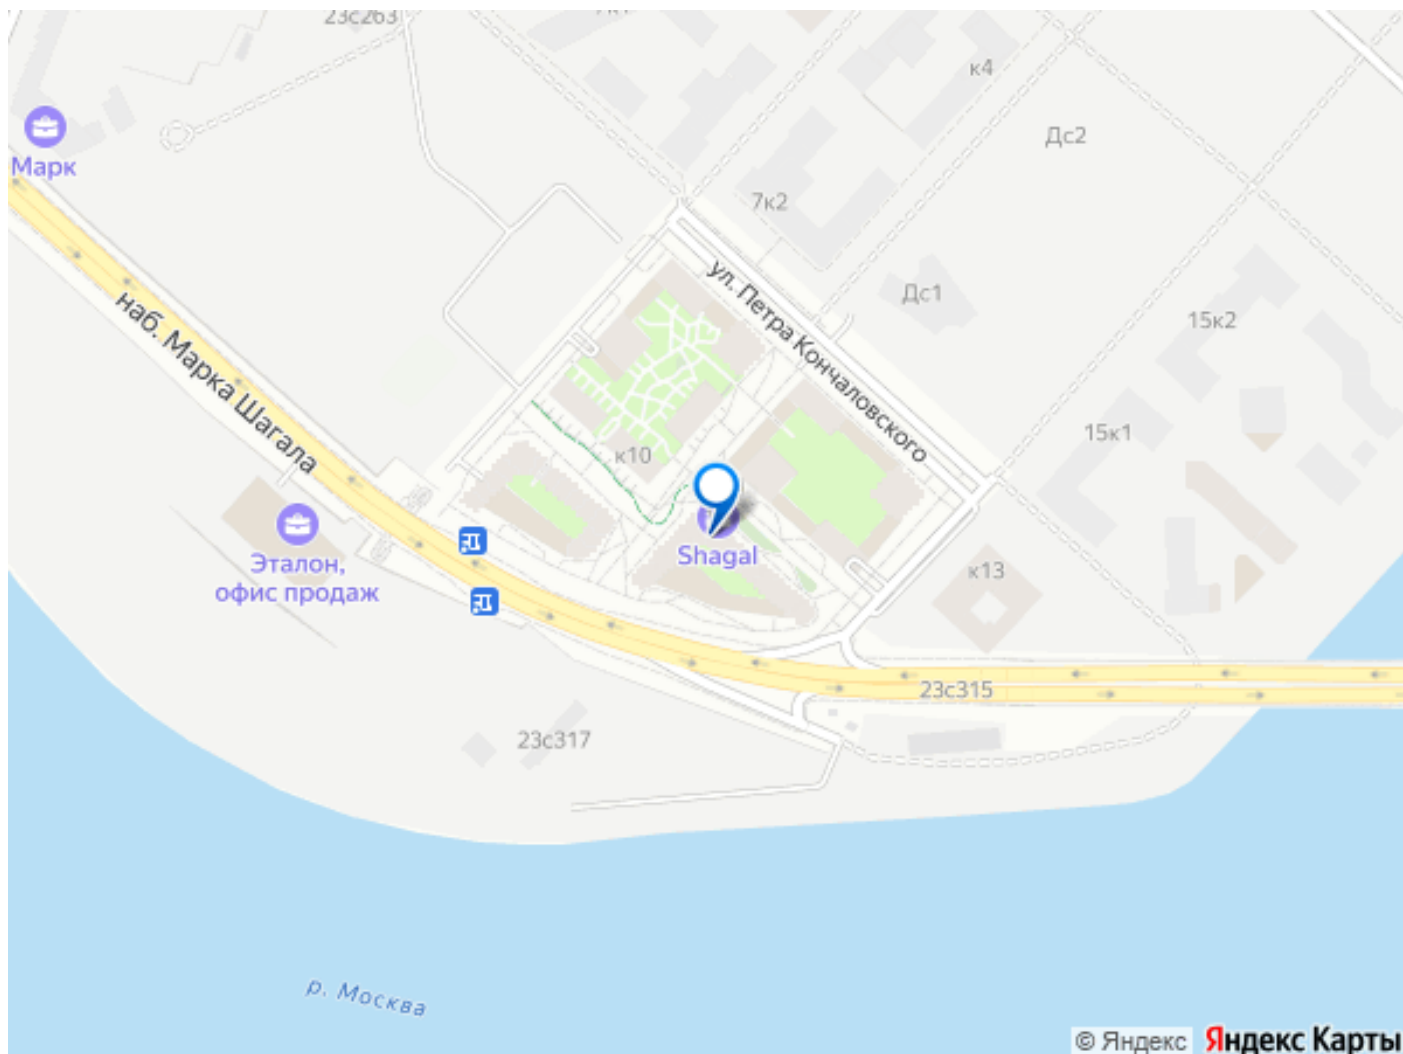 23с263
к4
Марк
Дс2
7к2
ул. Петра Кончаловского
Дс1
15к2
наб. Марка Шагала
15к1
к10
Shagal
Эталон,
офис продаж
к13
23с315
23с317
р. Москва
© Яндекс
Яндекс Карты